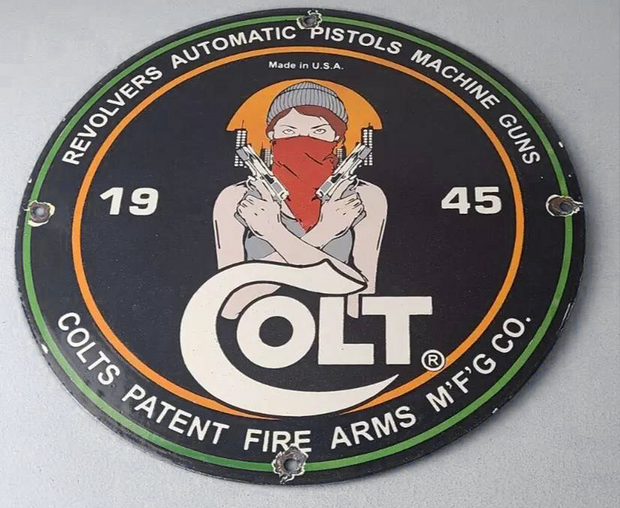 REVOLVERS AUTOMATIC PISTOLS MACHINE GUNS
Made in U.S.A.
19 45
COLT®
COLTS PATENT FIRE ARMS M'F'G CO.